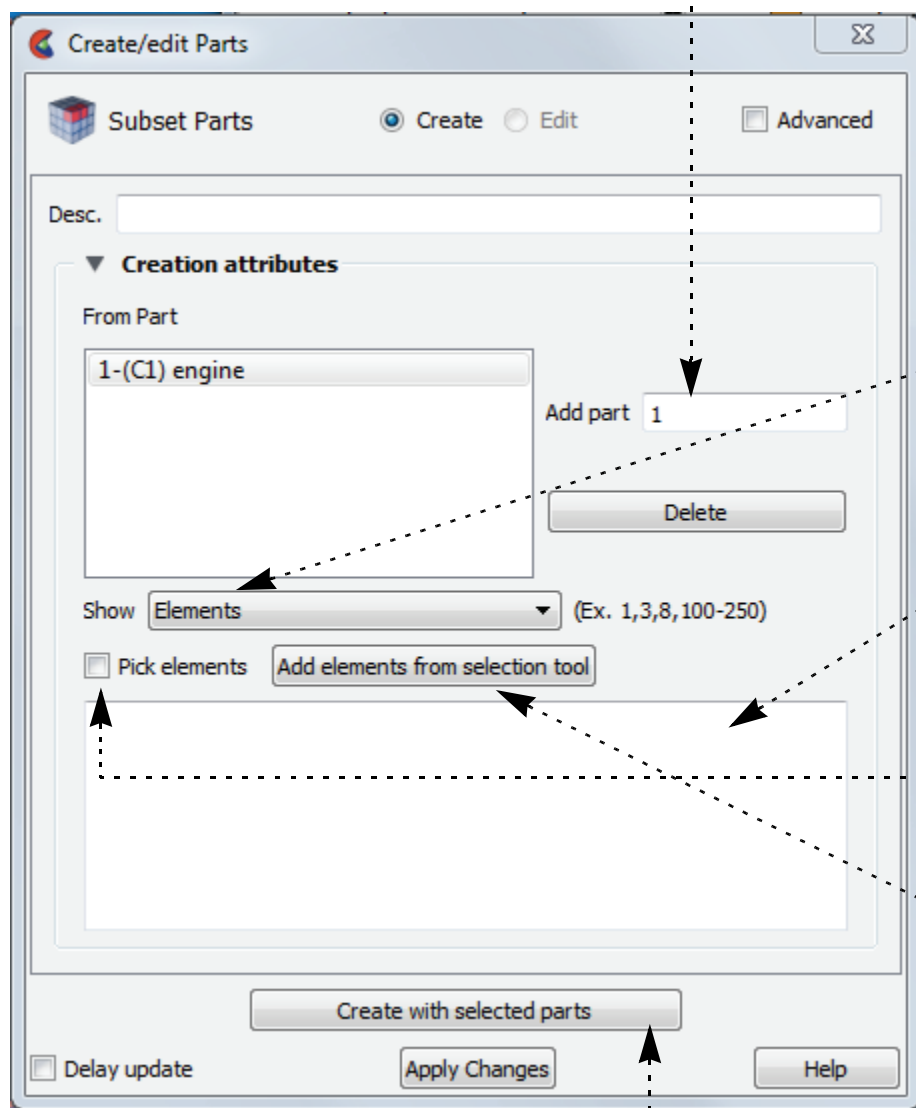 Create/edit Parts
Subset Parts Create Edit Advanced
Desc.
Creation attributes
From Part
1-(C1) engine
Add part 1
Delete
Show Elements (Ex. 1,3,8,100-250)
Pick elements Add elements from selection tool
Create with selected parts
Delay update Apply Changes Help